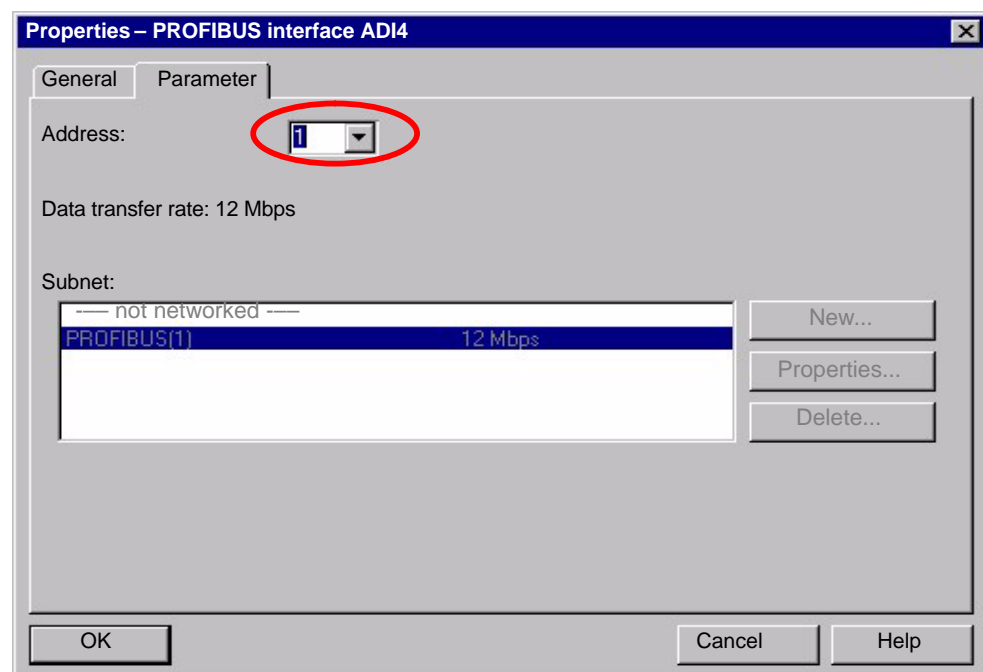 Properties – PROFIBUS interface ADI4
General Parameter
Address: 1
Data transfer rate: 12 Mbps
Subnet:
-–– not networked -––
New...
PROFIBUS(1) 12 Mbps
Properties...
Delete...
OK Cancel Help